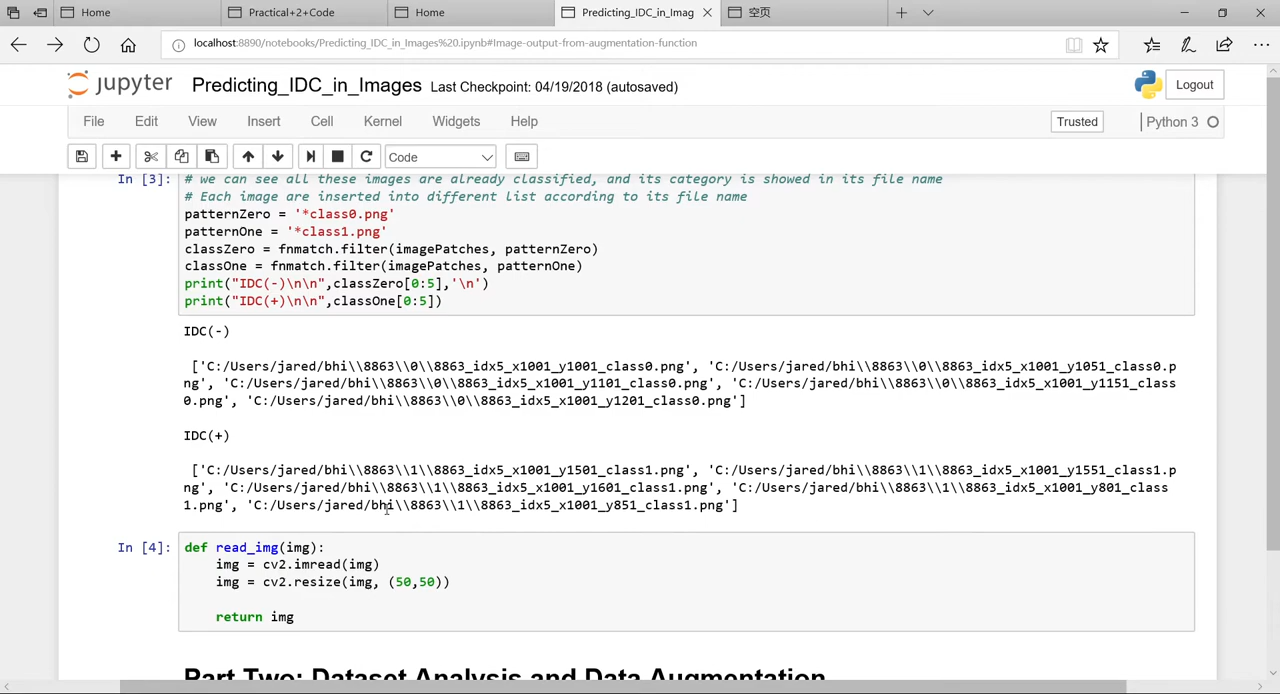 Home
Practical+2+Code
Home
Predicting_IDC_in_Imag
空页
localhost:8890/notebooks/Predicting_IDC_in_Images%20.ipynb#Image-output-from-augmentation-function
jupyter Predicting_IDC_in_Images Last Checkpoint: 04/19/2018 (autosaved)
Logout
File Edit View Insert Cell Kernel Widgets Help
Trusted
Python 3
Code
In [3]: # we can see all these images are already classified, and its category is showed in its file name
# Each image are inserted into different list according to its file name
patternZero = '*class0.png'
patternOne = '*class1.png'
classZero = fnmatch.filter(imagePatches, patternZero)
classOne = fnmatch.filter(imagePatches, patternOne)
print("IDC(-)\n\n",classZero[0:5],'\n')
print("IDC(+)\n\n",classOne[0:5])
IDC(-)
['C:/Users/jared/bhi\\8863\\0\\8863_idx5_x1001_y1001_class0.png', 'C:/Users/jared/bhi\\8863\\0\\8863_idx5_x1001_y1051_class0.p
ng', 'C:/Users/jared/bhi\\8863\\0\\8863_idx5_x1001_y1101_class0.png', 'C:/Users/jared/bhi\\8863\\0\\8863_idx5_x1001_y1151_class
0.png', 'C:/Users/jared/bhi\\8863\\0\\8863_idx5_x1001_y1201_class0.png']
IDC(+)
['C:/Users/jared/bhi\\8863\\1\\8863_idx5_x1001_y1501_class1.png', 'C:/Users/jared/bhi\\8863\\1\\8863_idx5_x1001_y1551_class1.p
ng', 'C:/Users/jared/bhi\\8863\\1\\8863_idx5_x1001_y1601_class1.png', 'C:/Users/jared/bhi\\8863\\1\\8863_idx5_x1001_y801_class
1.png', 'C:/Users/jared/bhi\\8863\\1\\8863_idx5_x1001_y851_class1.png']
In [4]: def read_img(img):
img = cv2.imread(img)
img = cv2.resize(img, (50,50))
return img
Part Two: Dataset Analysis and Data Augmentation